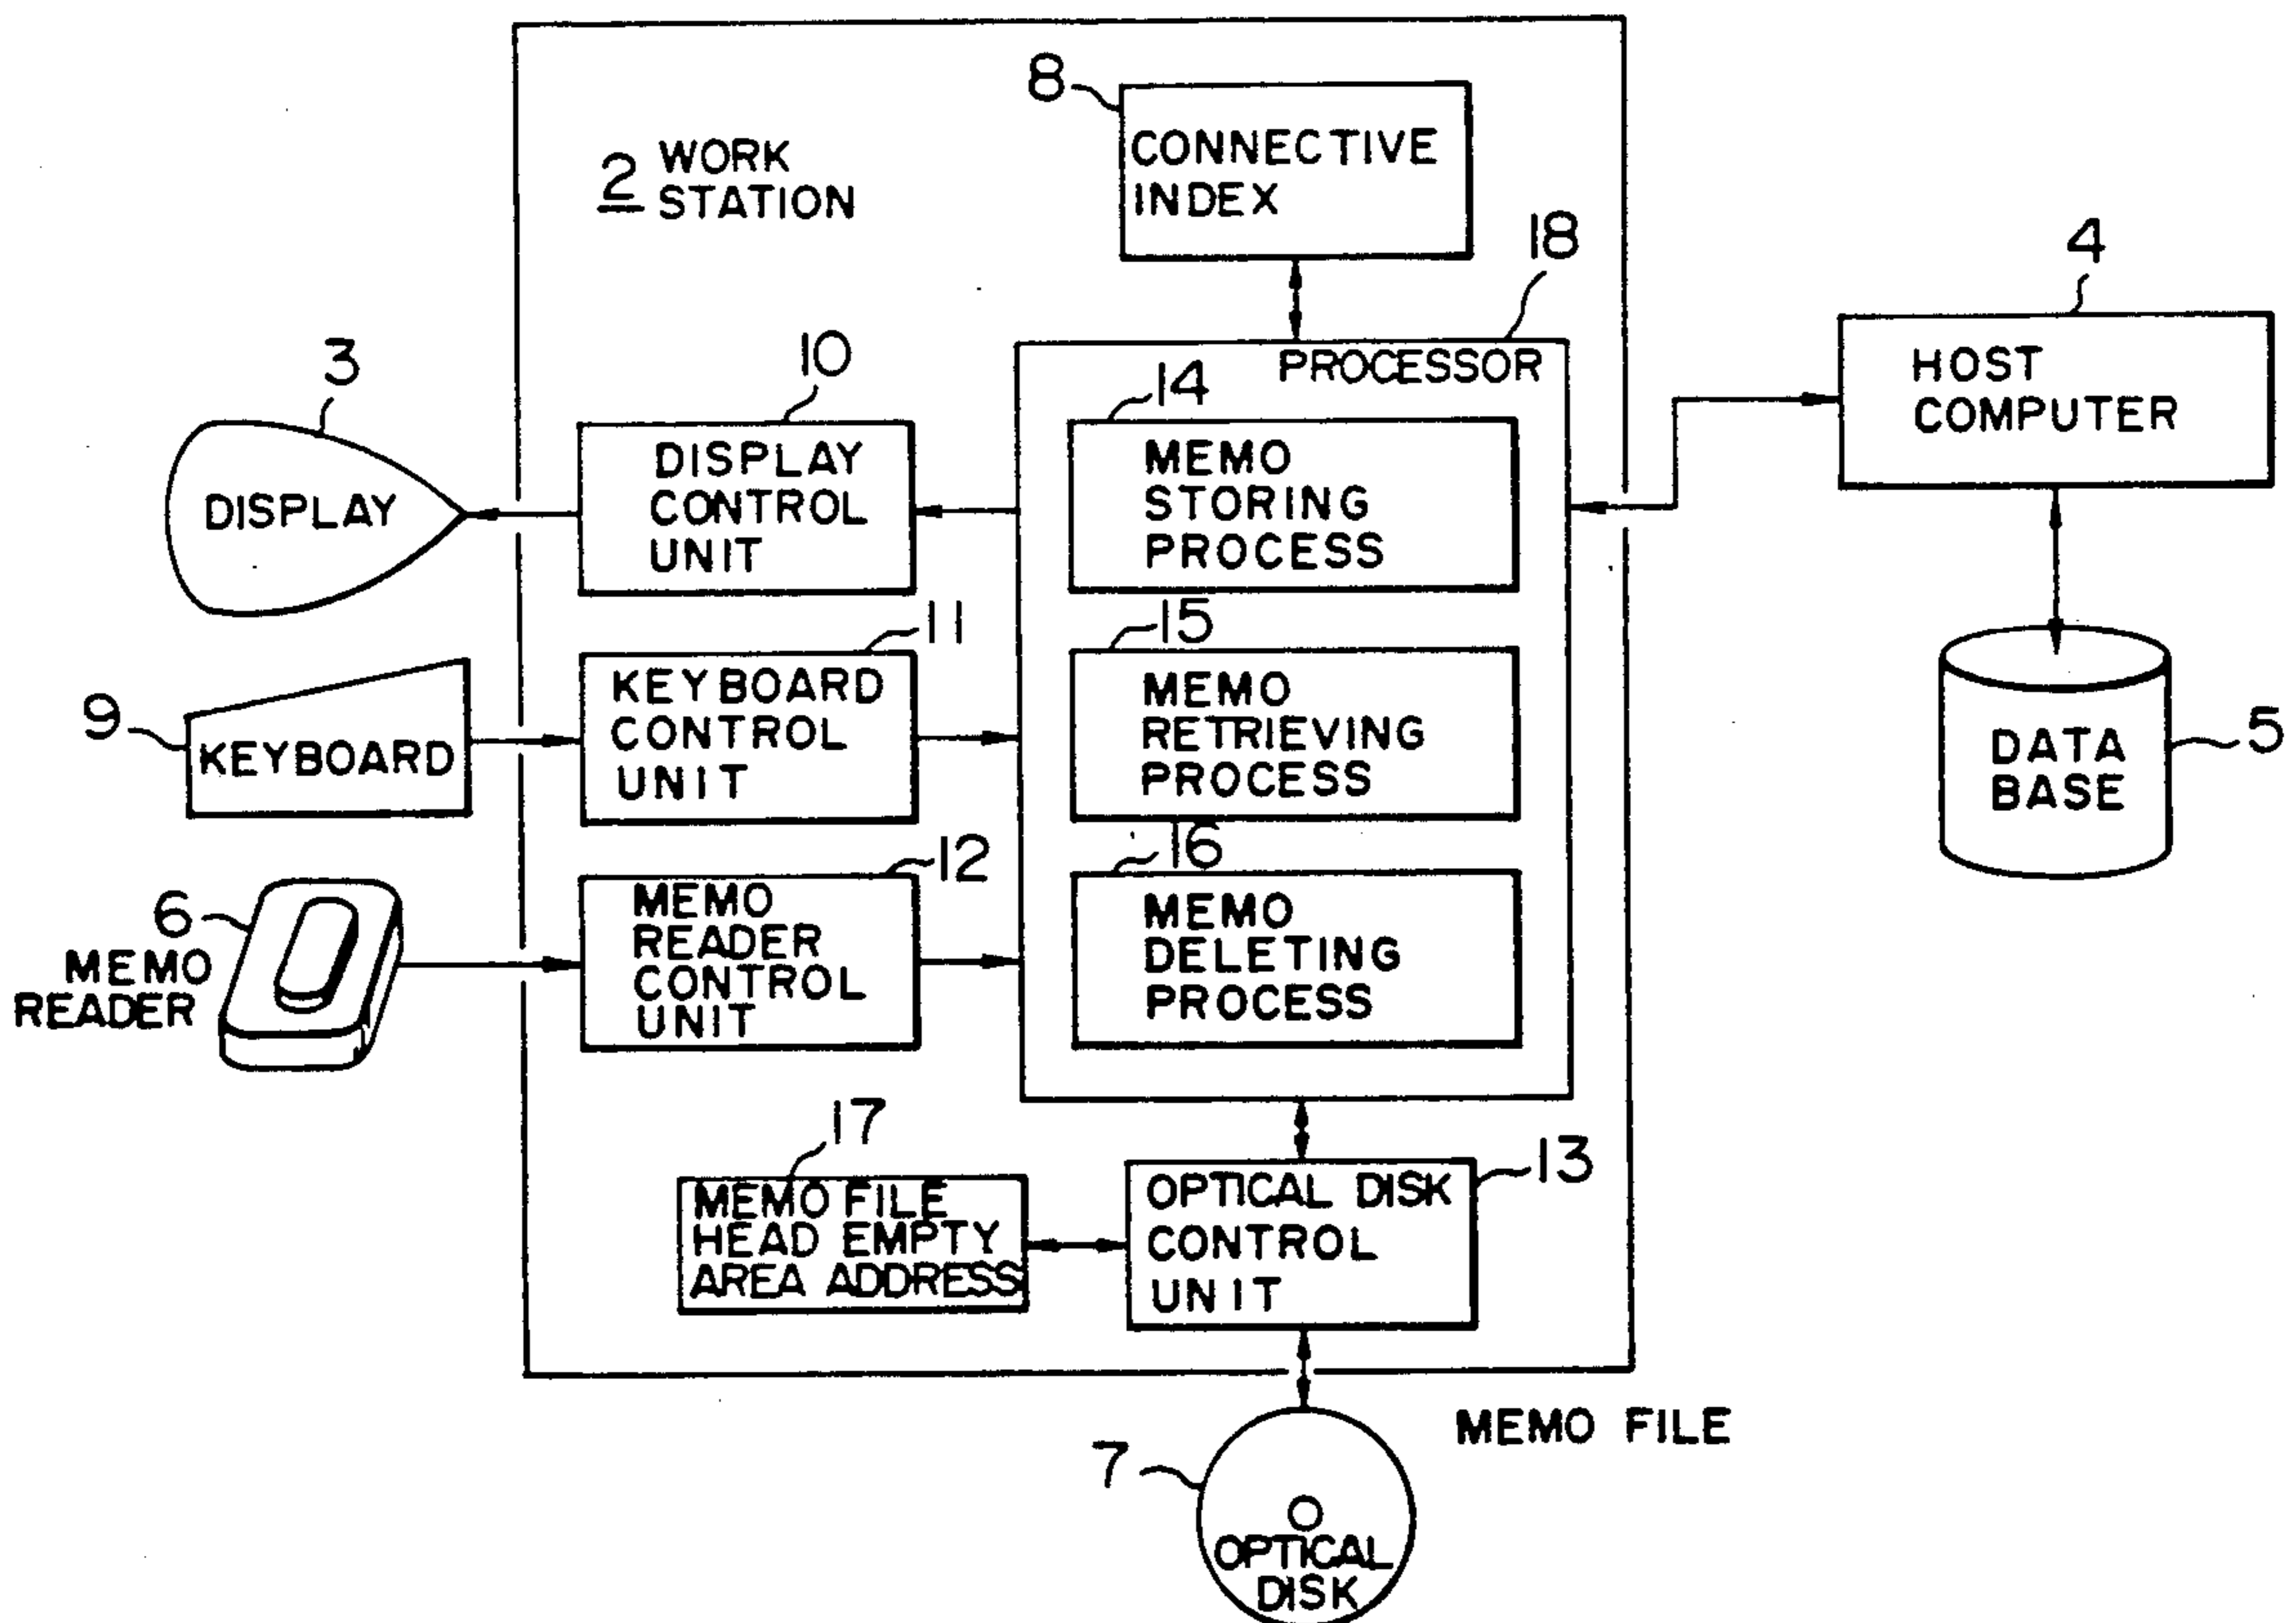 8
CONNECTIVE
INDEX
2 WORK
STATION
18
4
HOST
COMPUTER
3
DISPLAY
10
DISPLAY
CONTROL
UNIT
PROCESSOR
14
MEMO
STORING
PROCESS
9
KEYBOARD
11
KEYBOARD
CONTROL
UNIT
15
MEMO
RETRIEVING
PROCESS
DATA
BASE
5
6
MEMO
READER
12
MEMO
READER
CONTROL
UNIT
16
MEMO
DELETING
PROCESS
17
MEMO FILE
HEAD EMPTY
AREA ADDRESS
13
OPTICAL DISK
CONTROL
UNIT
MEMO FILE
7
OPTICAL
DISK